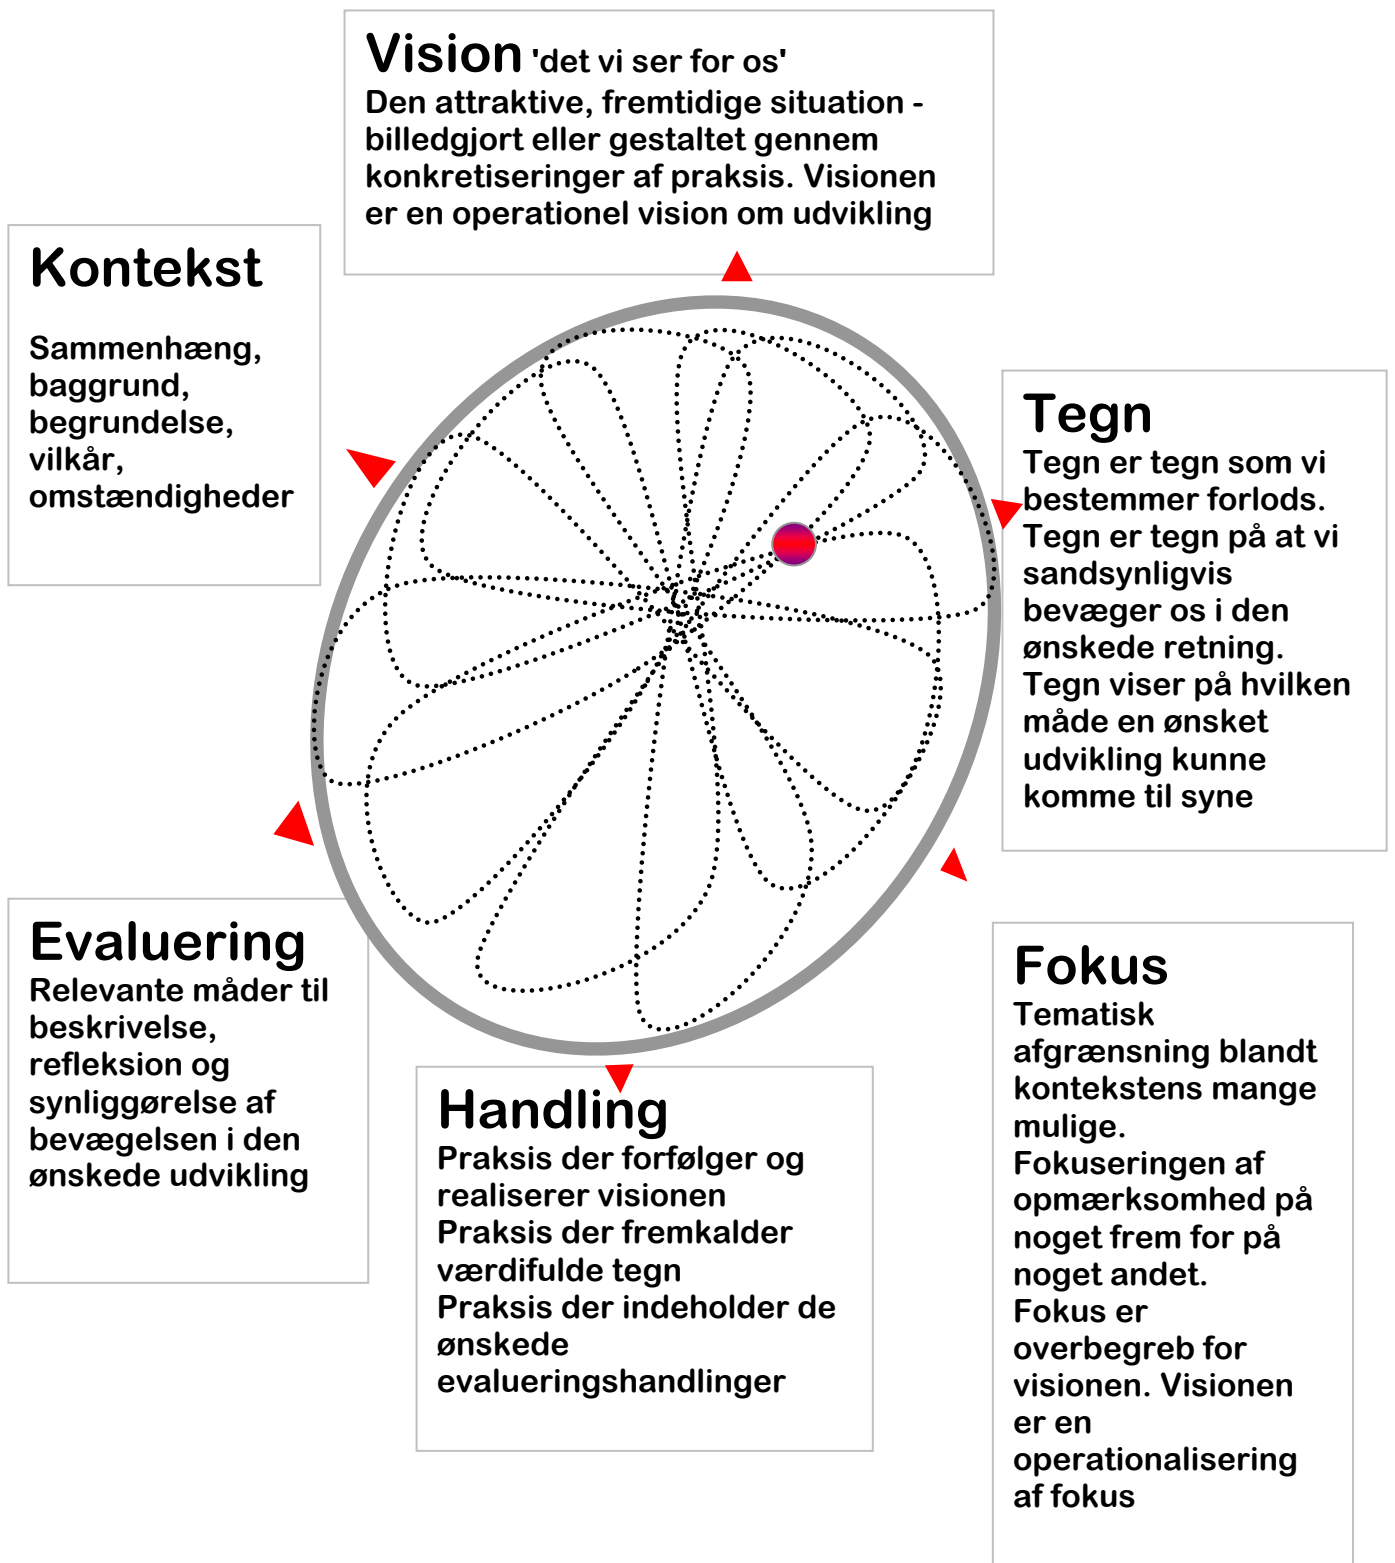 Vision 'det vi ser for os'
Den attraktive, fremtidige situation -
billedgjort eller gestaltet gennem
konkretiseringer af praksis. Visionen
er en operationel vision om udvikling
Kontekst
Sammenhæng,
baggrund,
begrundelse,
vilkår,
omstændigheder
Tegn
Tegn er tegn som vi
bestemmer forlods.
Tegn er tegn på at vi
sandsynligvis
bevæger os i den
ønskede retning.
Tegn viser på hvilken
måde en ønsket
udvikling kunne
komme til syne
Evaluering
Relevante måder til
beskrivelse,
refleksion og
synliggørelse af
bevægelsen i den
ønskede udvikling
Handling
Praksis der forfølger og
realiserer visionen
Praksis der fremkalder
værdifulde tegn
Praksis der indeholder de
ønskede
evalueringshandlinger
Fokus
Tematisk
afgrænsning blandt
kontekstens mange
mulige.
Fokuseringen af
opmærksomhed på
noget frem for på
noget andet.
Fokus er
overbegreb for
visionen. Visionen
er en
operationalisering
af fokus